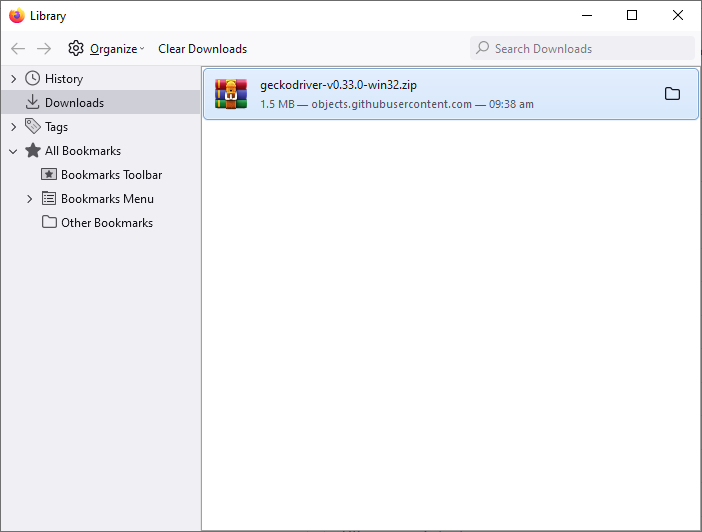 Library
Organize
Clear Downloads
Search Downloads
History
Downloads
Tags
All Bookmarks
Bookmarks Toolbar
Bookmarks Menu
Other Bookmarks
geckodriver-v0.33.0-win32.zip
1.5 MB — objects.githubusercontent.com — 09:38 am